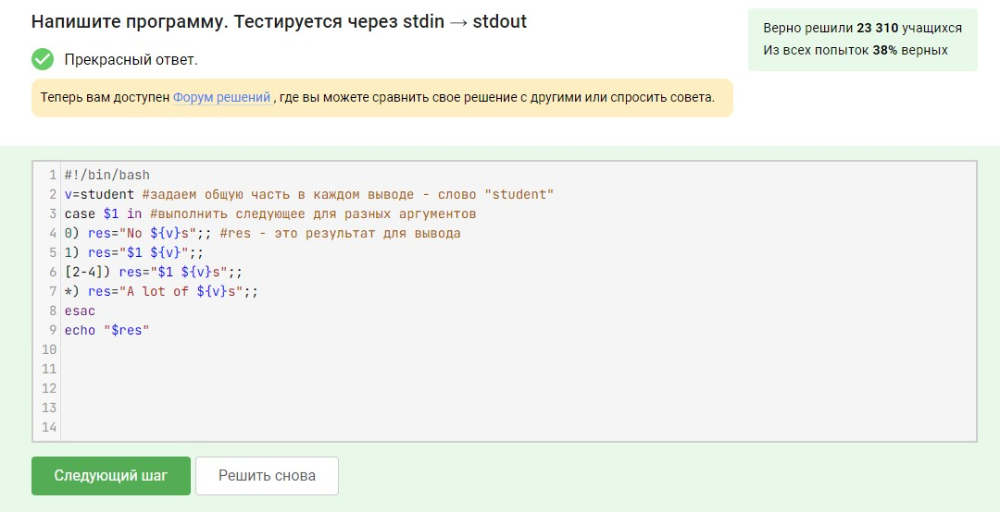 Напишите программу. Тестируется через stdin → stdout
Верно решили 23 310 учащихся
Из всех попыток 38% верных
Прекрасный ответ.
Теперь вам доступен Форум решений , где вы можете сравнить свое решение с другими или спросить совета.
1 #!/bin/bash
2 v=student #задаем общую часть в каждом выводе - слово "student"
3 case $1 in #выполнить следующее для разных аргументов
4 0) res="No ${v}s";; #res - это результат для вывода
5 1) res="$1 ${v}";;
6 [2-4]) res="$1 ${v}s";;
7 *) res="A lot of ${v}s";;
8 esac
9 echo "$res"
10
11
12
13
14
Следующий шаг
Решить снова